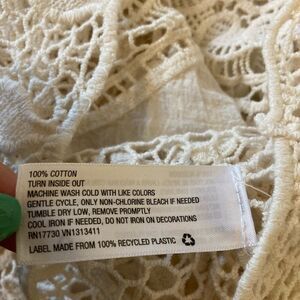 100% COTTON
TURN INSIDE OUT
MACHINE WASH COLD WITH LIKE COLORS
GENTLE CYCLE, ONLY NON-CHLORINE BLEACH IF NEEDED
TUMBLE DRY LOW, REMOVE PROMPTLY
COOL IRON IF NEEDED, DO NOT IRON ON DECORATIONS
RN17730 VN1313411
LABEL MADE FROM 100% RECYCLED PLASTIC